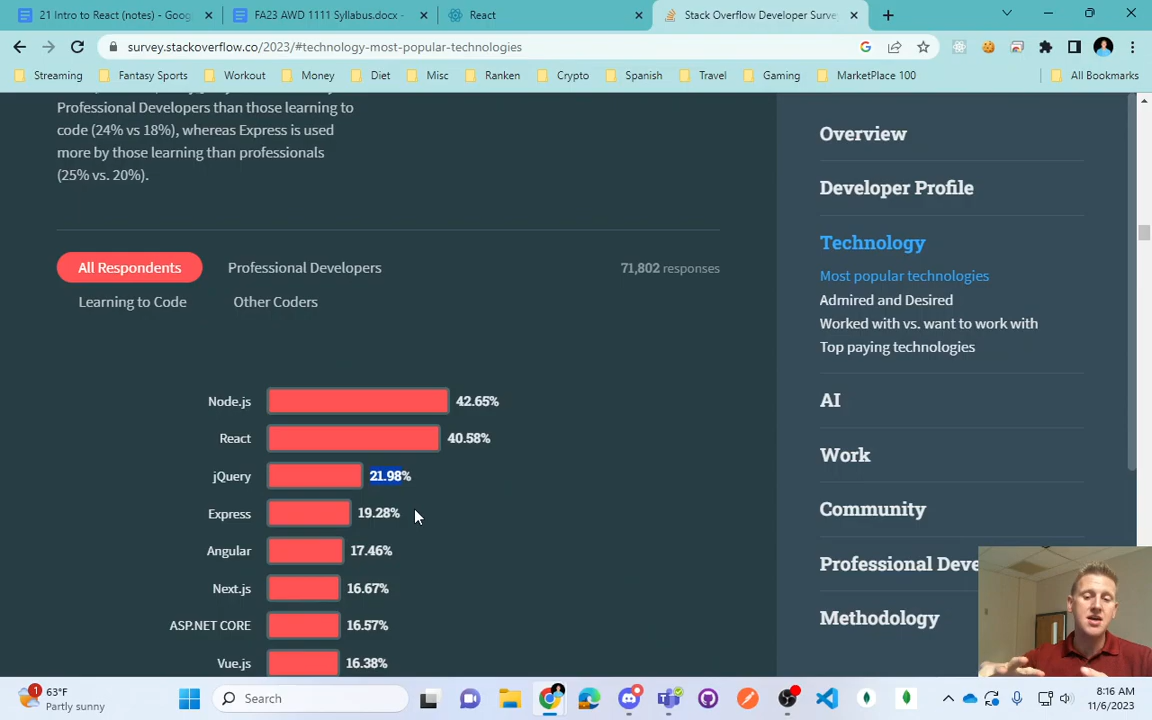 21 Intro to React (notes) - Goog
FA23 AWD 1111 Syllabus.docx -
React
Stack Overflow Developer Surve
survey.stackoverflow.co/2023/#technology-most-popular-technologies
Streaming
Fantasy Sports
Workout
Money
Diet
Misc
Ranken
Crypto
Spanish
Travel
Gaming
MarketPlace 100
All Bookmarks
Professional Developers than those learning to
code (24% vs 18%), whereas Express is used
more by those learning than professionals
(25% vs. 20%).
All Respondents
Professional Developers
71,802 responses
Learning to Code
Other Coders
Node.js 42.65%
React 40.58%
jQuery 21.98%
Express 19.28%
Angular 17.46%
Next.js 16.67%
ASP.NET CORE 16.57%
Vue.js 16.38%
Overview
Developer Profile
Technology
Most popular technologies
Admired and Desired
Worked with vs. want to work with
Top paying technologies
AI
Work
Community
Professional Deve
Methodology
1
63°F
Partly sunny
Search
8:16 AM
11/6/2023